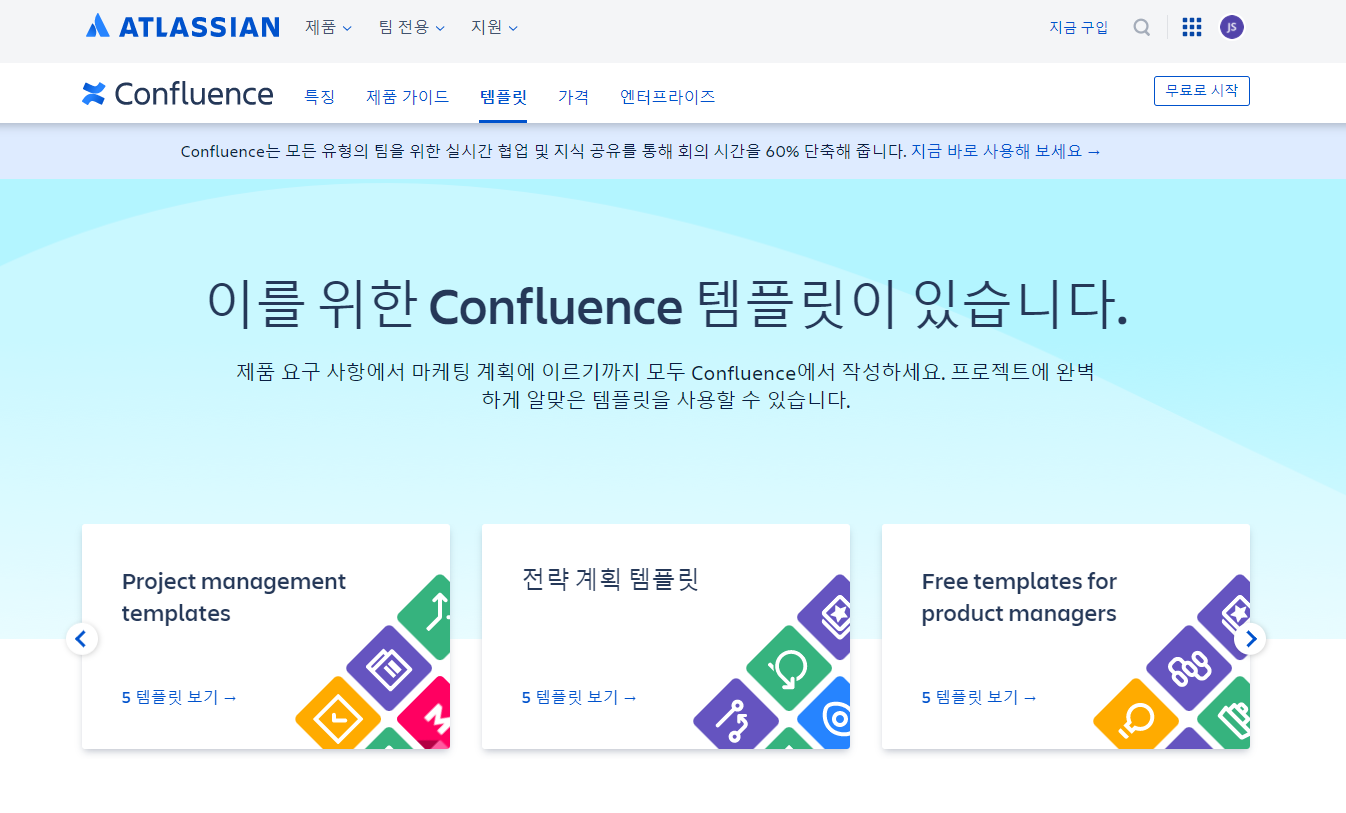 ATLASSIAN 제품 팀 전용 지원 지금 구입 JS
Confluence 특징 제품 가이드 템플릿 가격 엔터프라이즈 무료로 시작
Confluence는 모든 유형의 팀을 위한 실시간 협업 및 지식 공유를 통해 회의 시간을 60% 단축해 줍니다. 지금 바로 사용해 보세요 →
이를 위한 Confluence 템플릿이 있습니다.
제품 요구 사항에서 마케팅 계획에 이르기까지 모두 Confluence에서 작성하세요. 프로젝트에 완벽
하게 알맞은 템플릿을 사용할 수 있습니다.
Project management
templates
5 템플릿 보기 →
전략 계획 템플릿
5 템플릿 보기 →
Free templates for
product managers
5 템플릿 보기 →